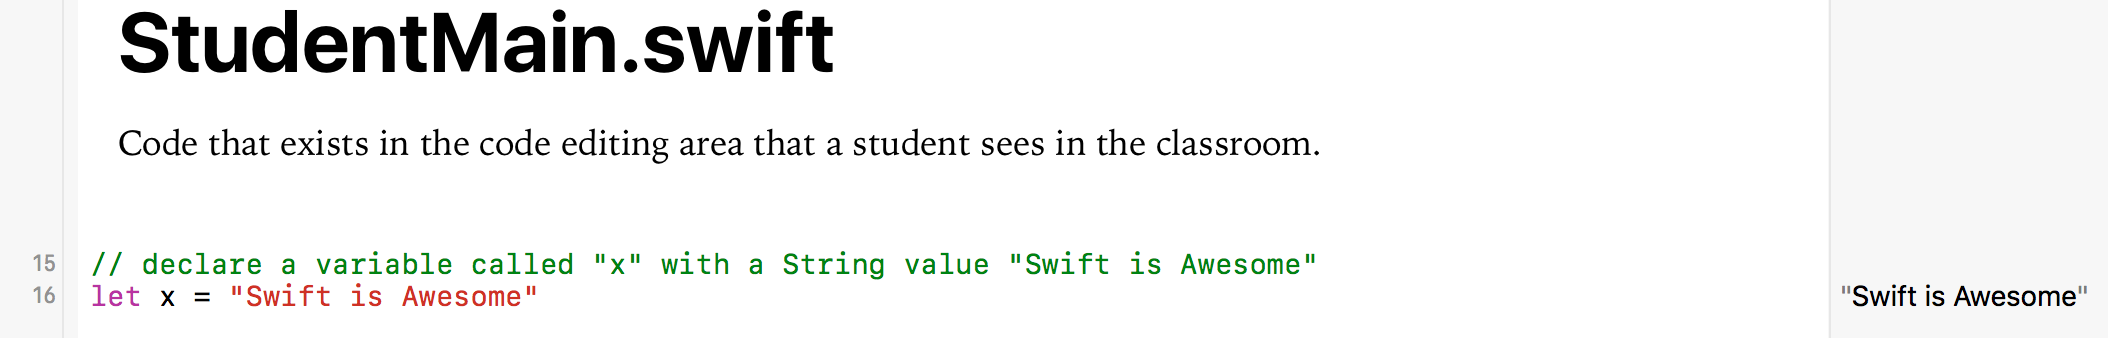 StudentMain.swift
Code that exists in the code editing area that a student sees in the classroom.
15 // declare a variable called "x" with a String value "Swift is Awesome"
16 let x = "Swift is Awesome" "Swift is Awesome"